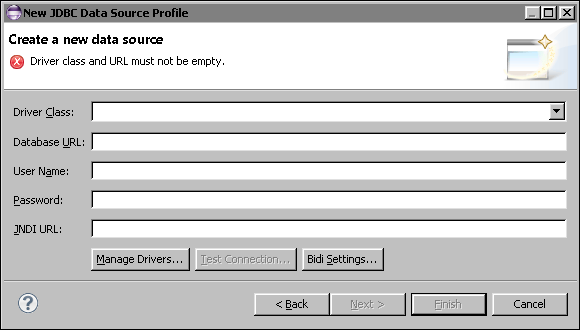 New JDBC Data Source Profile
Create a new data source
Driver class and URL must not be empty.
Driver Class:
Database URL:
User Name:
Password:
JNDI URL:
Manage Drivers... Test Connection... Bidi Settings...
? < Back Next > Finish Cancel